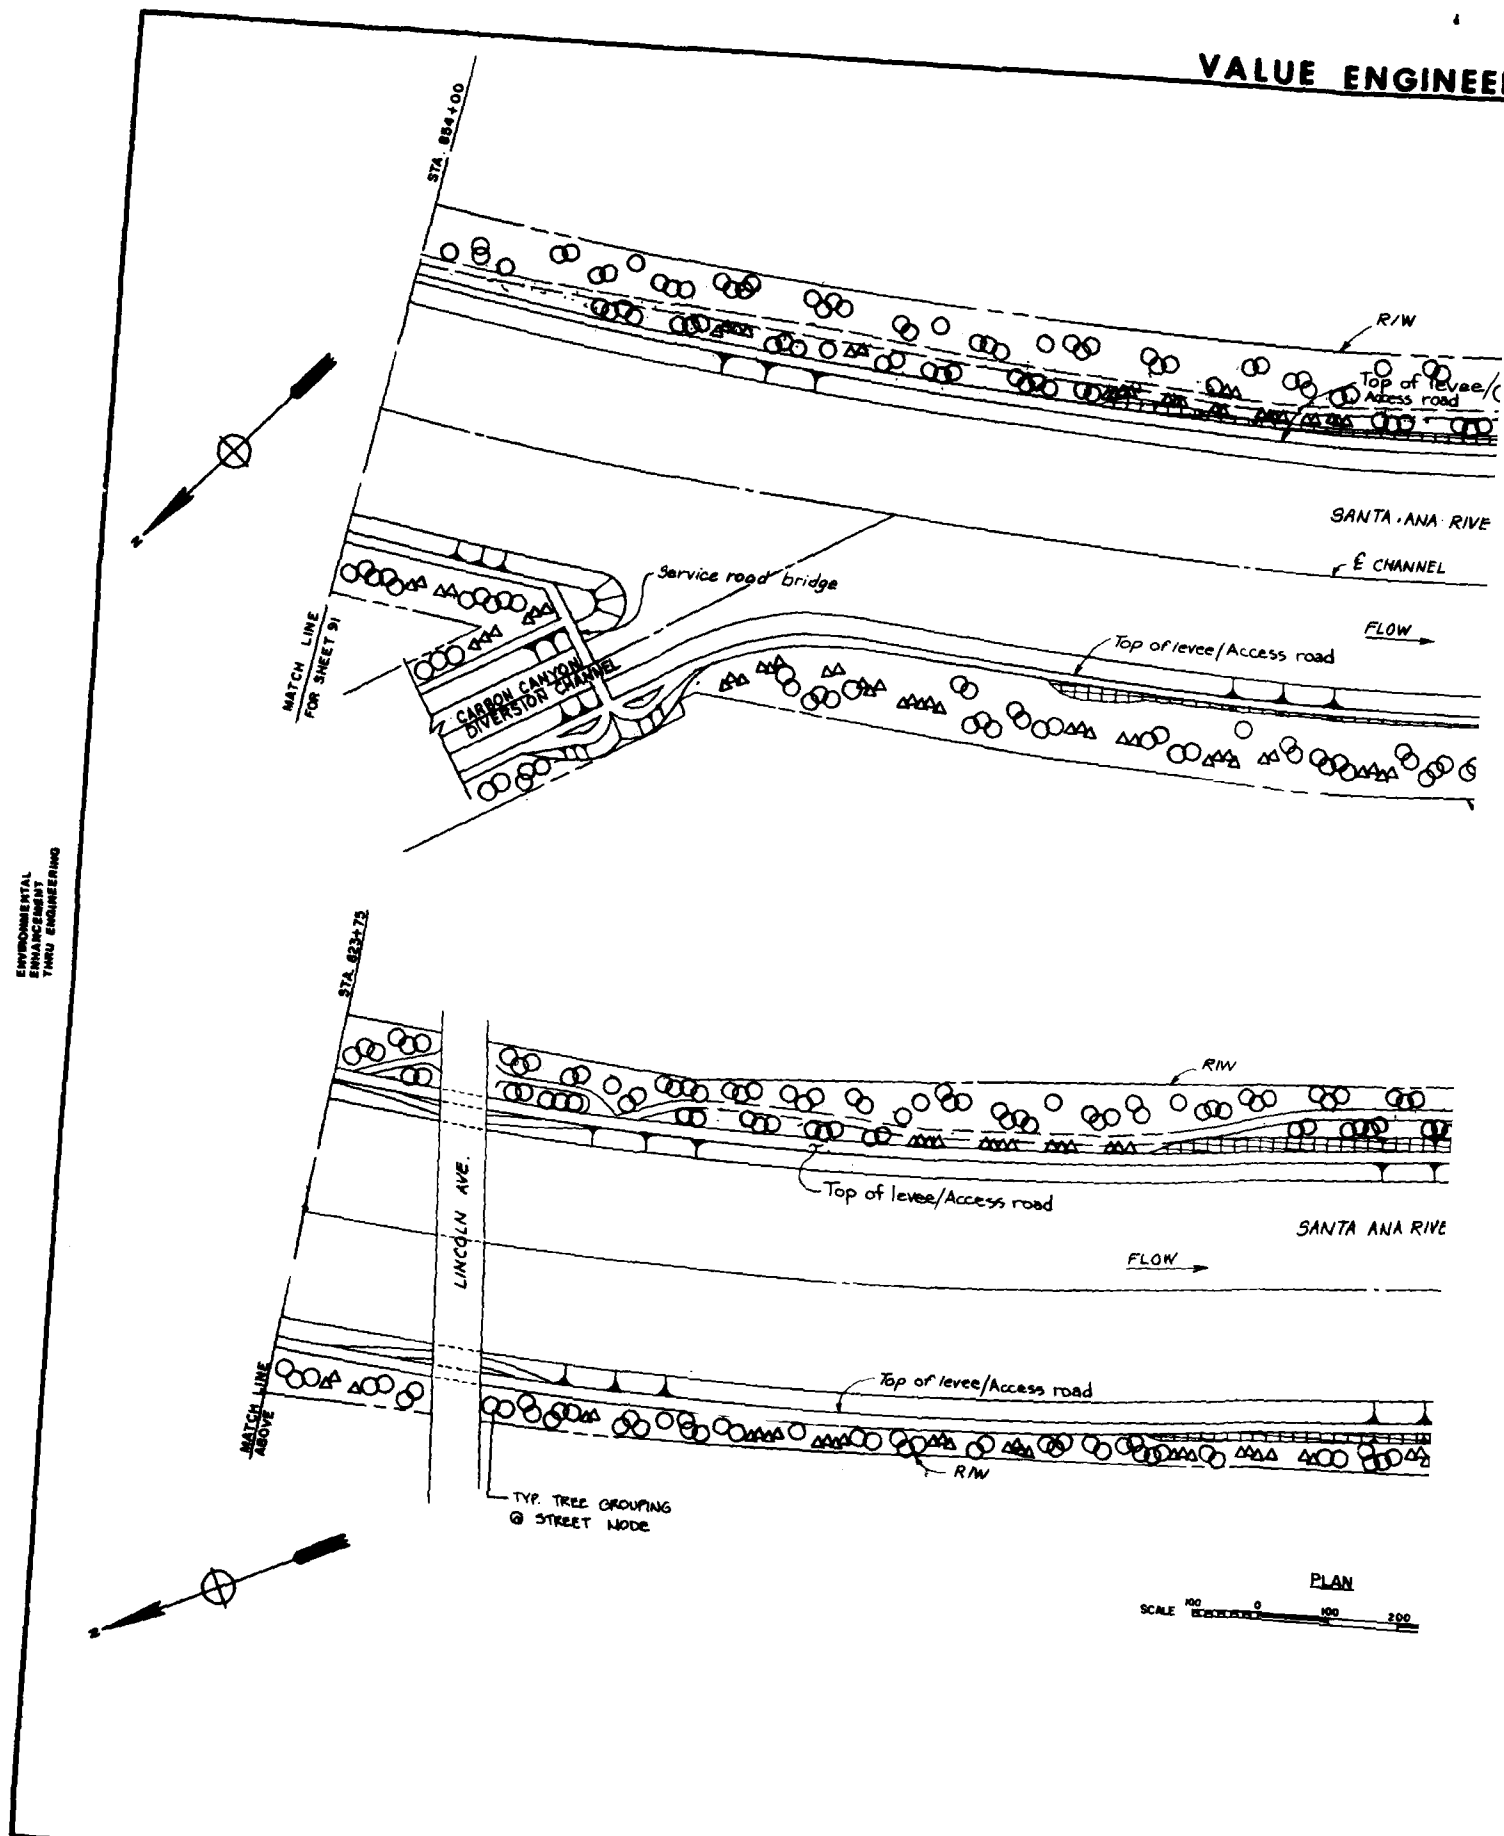 VALUE ENGINEE
STA. 854+00
R/W
Top of levee/
Access road
SANTA ANA RIVE
℄ CHANNEL
Service road bridge
FLOW
Top of levee/Access road
N
MATCH LINE
FOR SHEET 91
CARBON CANYON
DIVERSION CHANNEL
ENVIRONMENTAL
ENHANCEMENT
THRU ENGINEERING
STA. 823+75
R/W
LINCOLN AVE.
Top of levee/Access road
SANTA ANA RIVE
FLOW
MATCH LINE
ABOVE
Top of levee/Access road
R/W
TYP. TREE GROUPING
@ STREET NODE
N
PLAN
SCALE 100 0 100 200